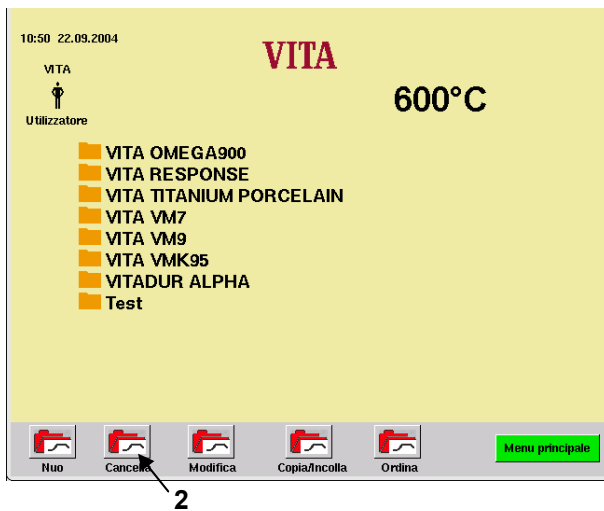 10:50 22.09.2004
VITA
VITA
600°C
Utilizzatore
VITA OMEGA900
VITA RESPONSE
VITA TITANIUM PORCELAIN
VITA VM7
VITA VM9
VITA VMK95
VITADUR ALPHA
Test
Nuo
Cancella
Modifica
Copia/Incolla
Ordina
Menu principale
2